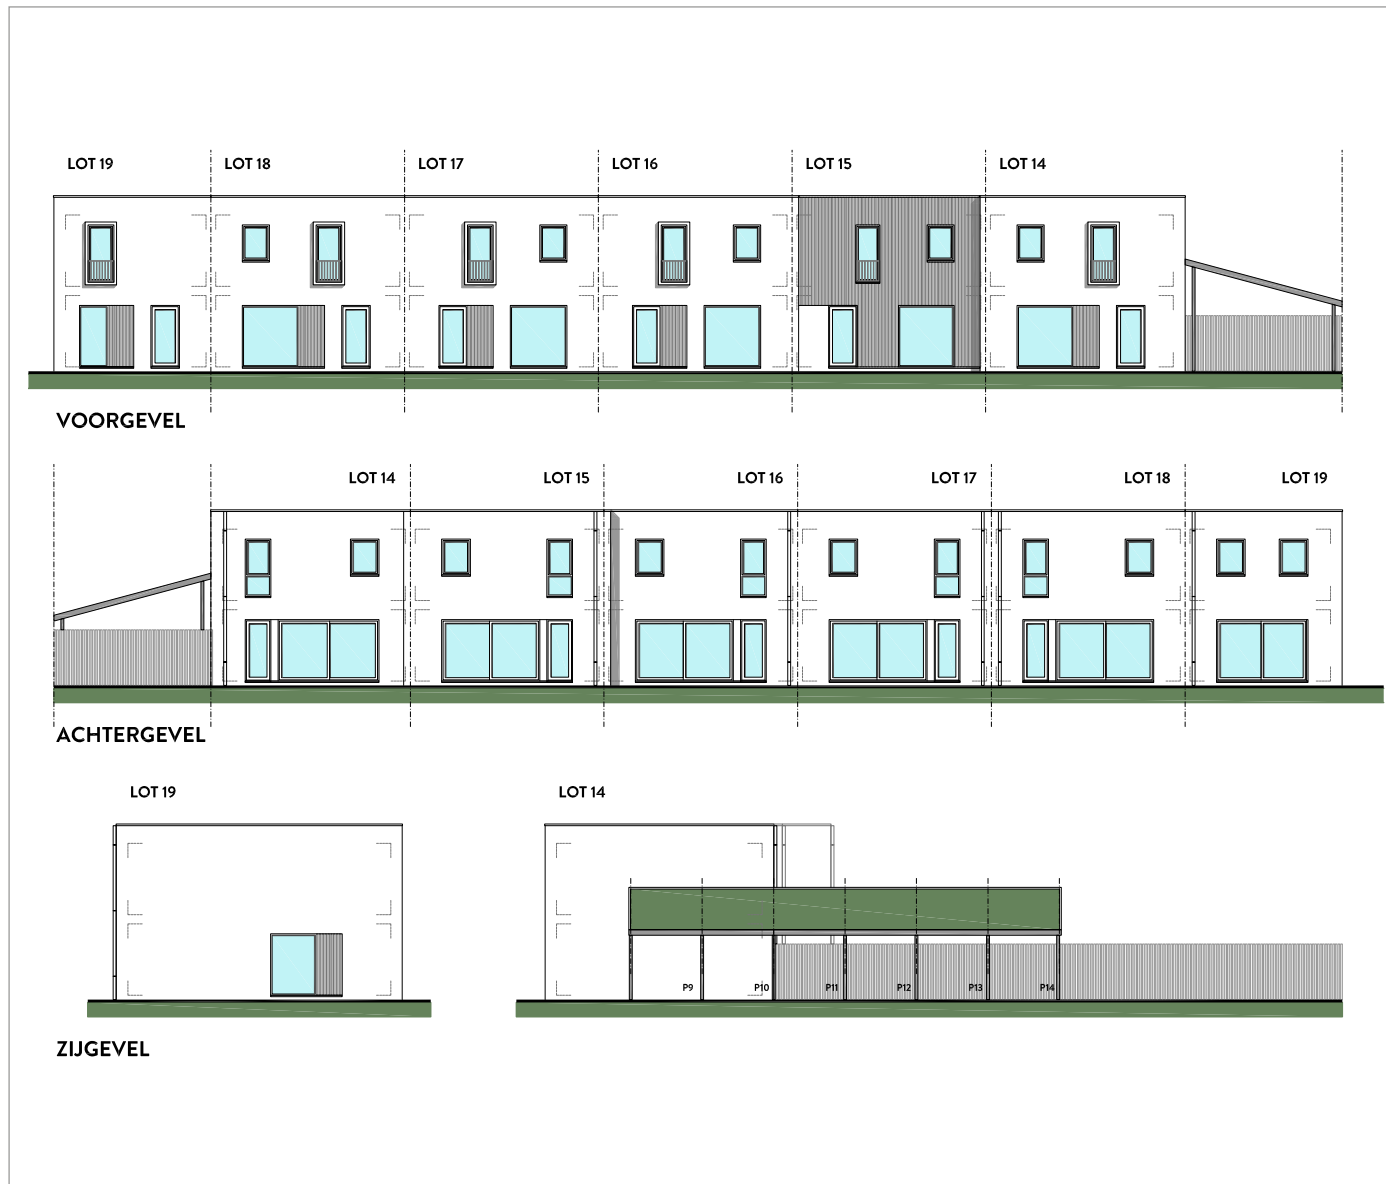 LOT 19 LOT 18 LOT 17 LOT 16 LOT 15 LOT 14
VOORGEVEL
LOT 14 LOT 15 LOT 16 LOT 17 LOT 18 LOT 19
ACHTERGEVEL
LOT 19 LOT 14
P9 P10 P11 P12 P13 P14
ZIJGEVEL